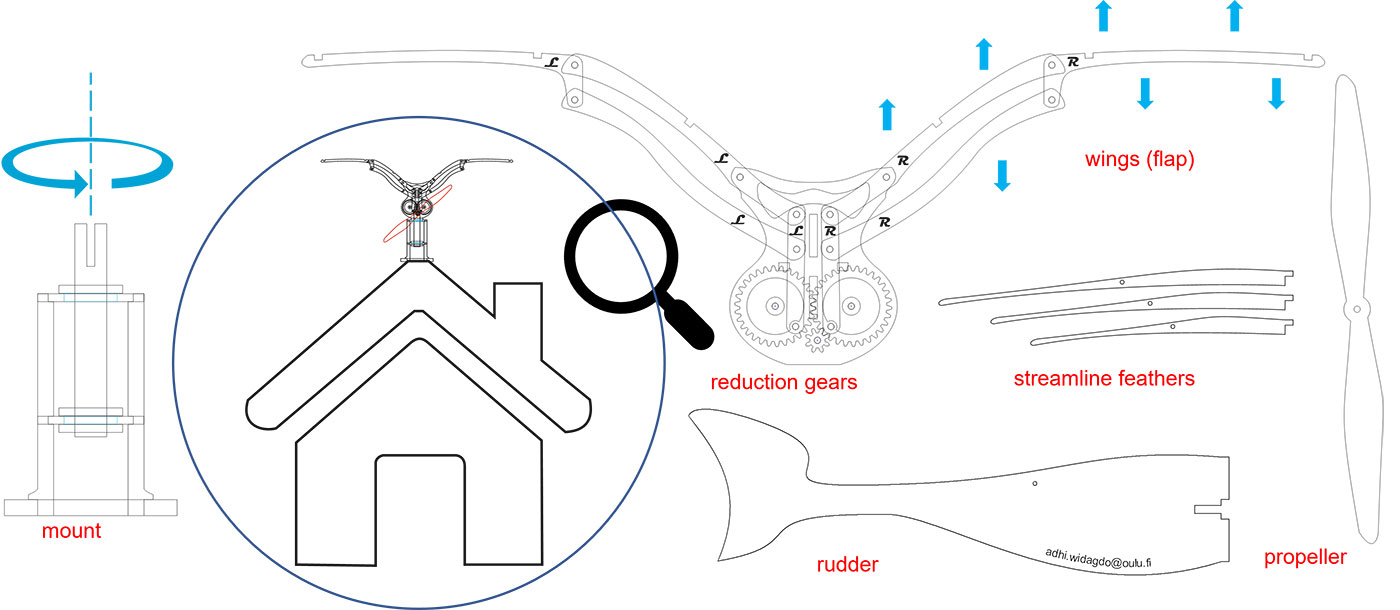 L
R
wings (flap)
L
R
L
L
R
R
reduction gears
streamline feathers
mount
rudder
adhi.widagdo@oulu.fi
propeller